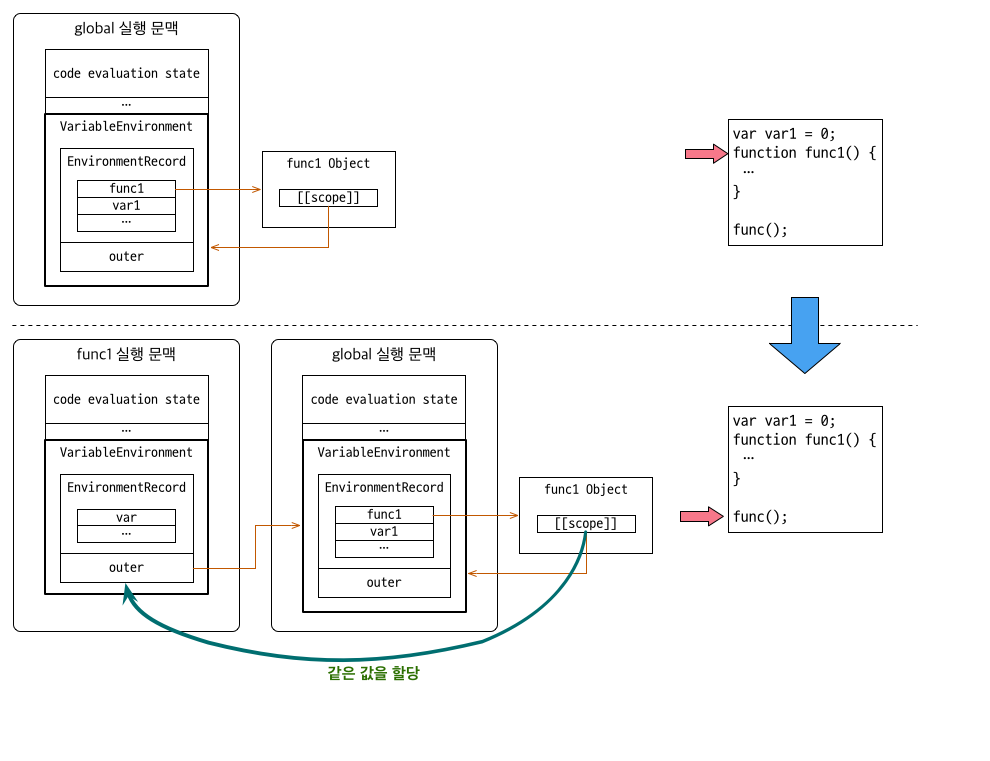 global 실행 문맥
code evaluation state
...
VariableEnvironment
EnvironmentRecord
func1
var1
...
outer
func1 Object
[[scope]]
var var1 = 0;
function func1() {
...
}
func();
func1 실행 문맥
code evaluation state
...
VariableEnvironment
EnvironmentRecord
var
...
outer
global 실행 문맥
code evaluation state
...
VariableEnvironment
EnvironmentRecord
func1
var1
...
outer
func1 Object
[[scope]]
var var1 = 0;
function func1() {
...
}
func();
같은 값을 할당